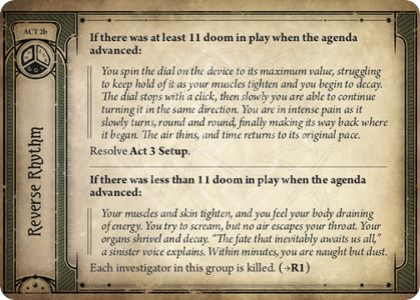 ACT 2b
Reverse Rhythm
If there was at least 11 doom in play when the agenda
advanced:
You spin the dial on the device to its maximum value, struggling
to keep hold of it as your muscles tighten and you begin to decay.
The dial stops with a click, then slowly you are able to continue
turning it in the same direction. You are in intense pain as it
slowly turns, round and round, finally making its way back where
it began. The air thins, and time returns to its original pace.
Resolve Act 3 Setup.
If there was less than 11 doom in play when the agenda
advanced:
Your muscles and skin tighten, and you feel your body draining
of energy. You try to scream, but no air escapes your throat. Your
organs shrivel and decay. "The fate that inevitably awaits us all,"
a sinister voice explains. Within minutes, you are naught but dust.
Each investigator in this group is killed. (→R1)